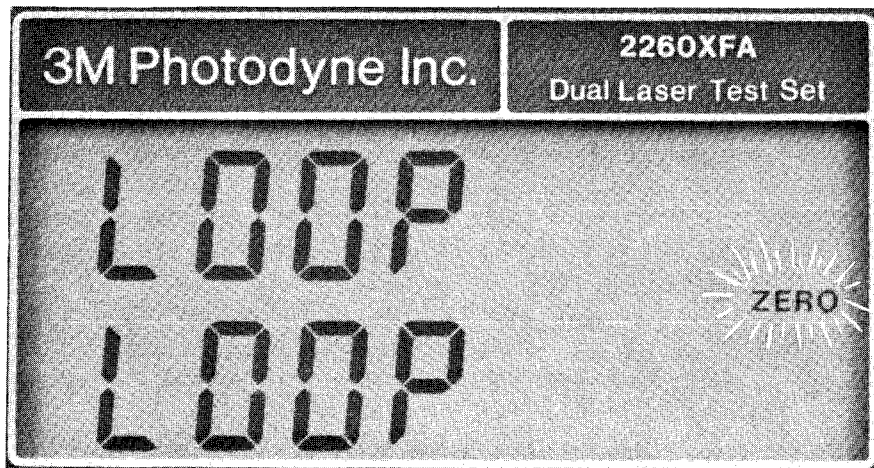 3M Photodyne Inc.
2260XFA
Dual Laser Test Set
LOOP
ZERO
LOOP